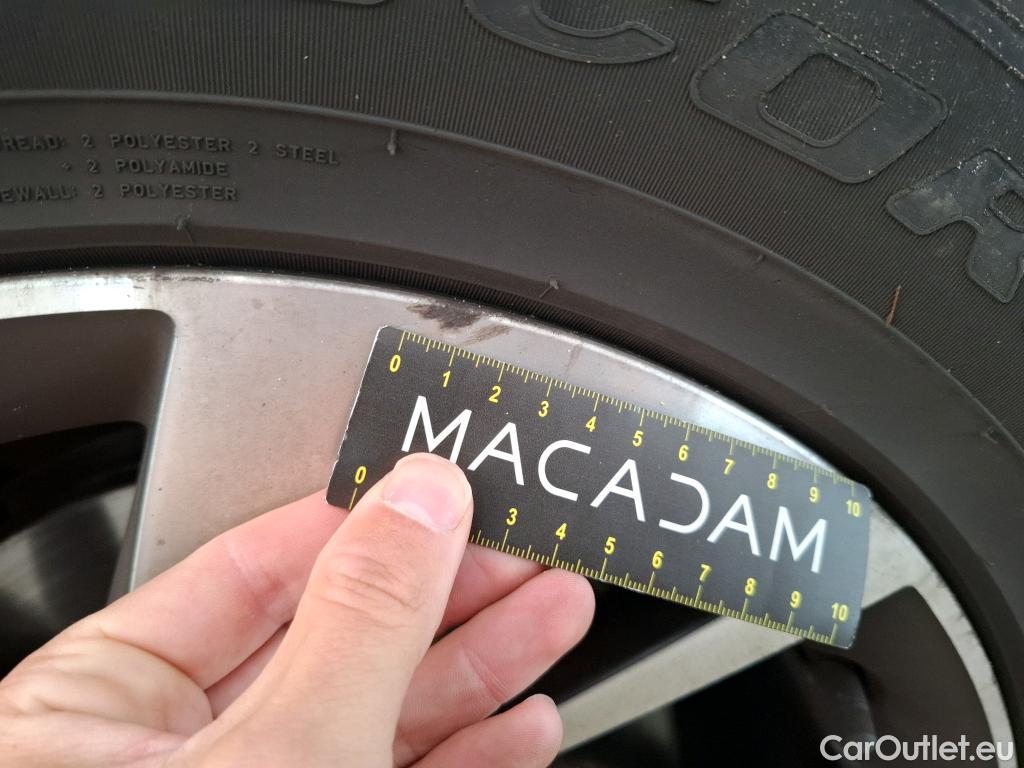 COR
READ: 2 POLYESTER 2 STEEL
+ 2 POLYAMIDE
EWALL: 2 POLYESTER
0 1 2 3 4 5 6 7 8 9 10
MACADAM
0 3 4 5 6 7 8 9 10
CarOutlet.eu